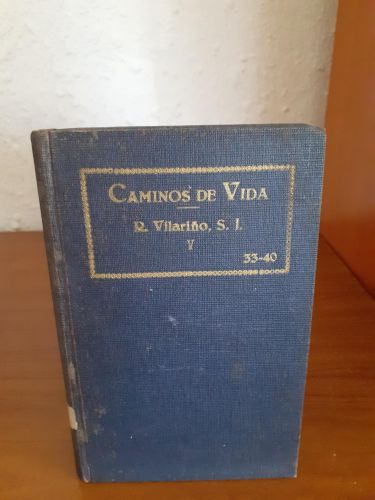 CAMINOS DE VIDA
R. Vilariño, S. J.
V
33-40